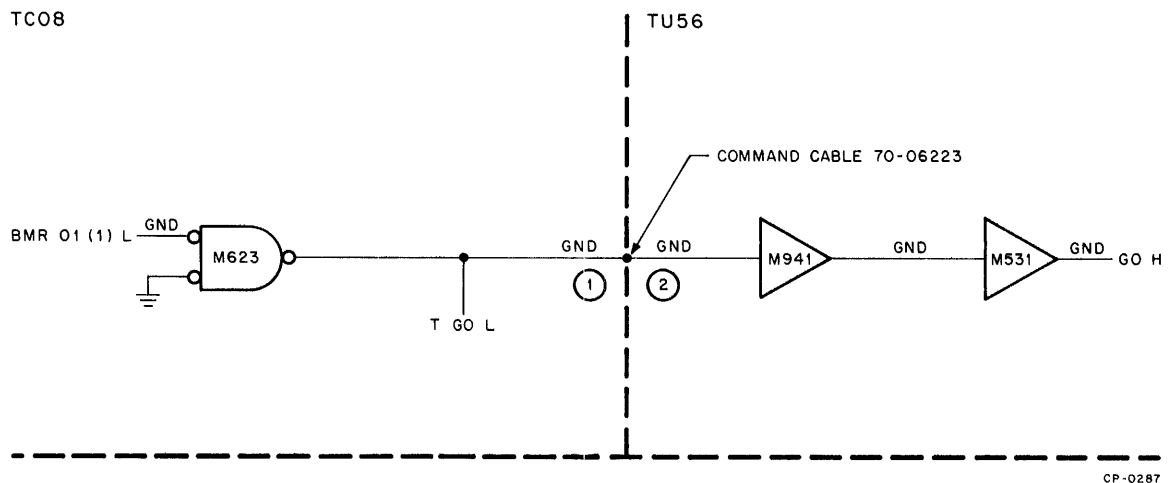 TC08
TU56
COMMAND CABLE 70-06223
BMR 01 (1) L
GND
M623
GND
GND
M941
GND
M531
GND
GO H
1
2
T GO L
CP-0287